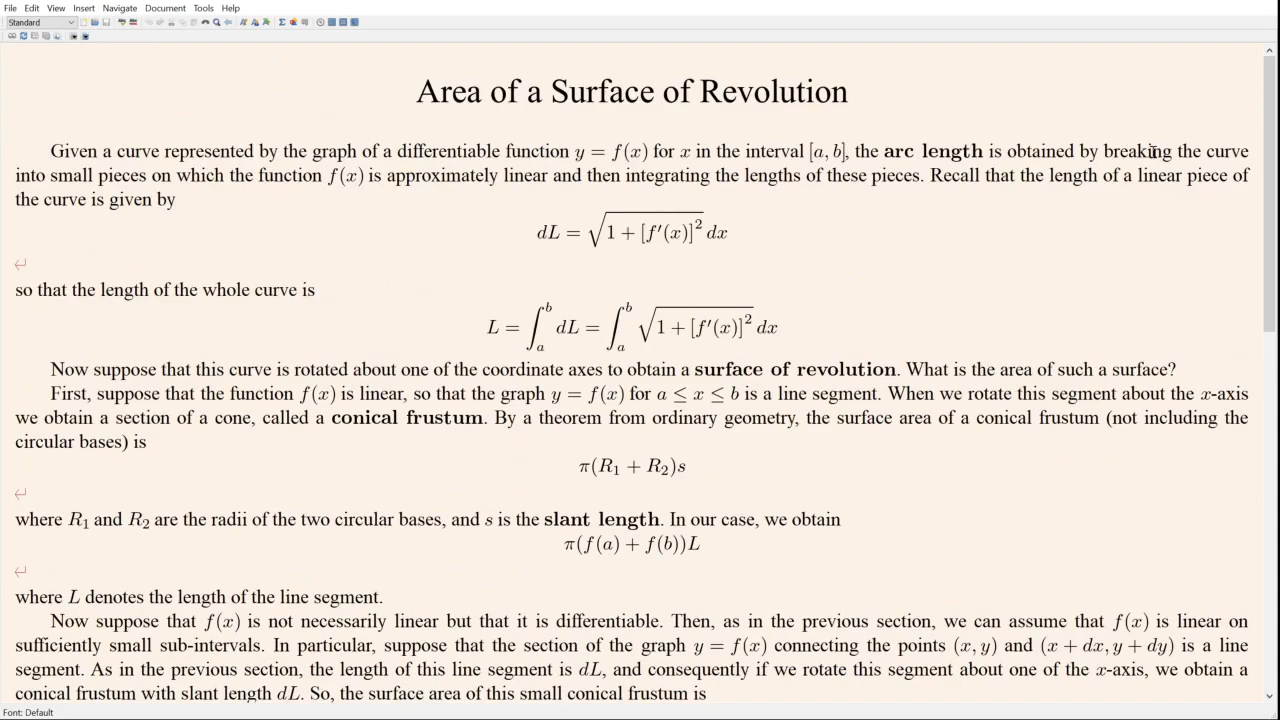 File Edit View Insert Navigate Document Tools Help
Standard
Area of a Surface of Revolution
Given a curve represented by the graph of a differentiable function y = f(x) for x in the interval [a, b], the arc length is obtained by breaking the curve
into small pieces on which the function f(x) is approximately linear and then integrating the lengths of these pieces. Recall that the length of a linear piece of
the curve is given by
dL = √(1 + [f′(x)]²) dx
so that the length of the whole curve is
L = ∫ₐᵇ dL = ∫ₐᵇ √(1 + [f′(x)]²) dx
Now suppose that this curve is rotated about one of the coordinate axes to obtain a surface of revolution. What is the area of such a surface?
First, suppose that the function f(x) is linear, so that the graph y = f(x) for a ≤ x ≤ b is a line segment. When we rotate this segment about the x-axis
we obtain a section of a cone, called a conical frustum. By a theorem from ordinary geometry, the surface area of a conical frustum (not including the
circular bases) is
π(R₁ + R₂)s
where R₁ and R₂ are the radii of the two circular bases, and s is the slant length. In our case, we obtain
π(f(a) + f(b))L
where L denotes the length of the line segment.
Now suppose that f(x) is not necessarily linear but that it is differentiable. Then, as in the previous section, we can assume that f(x) is linear on
sufficiently small sub-intervals. In particular, suppose that the section of the graph y = f(x) connecting the points (x, y) and (x + dx, y + dy) is a line
segment. As in the previous section, the length of this line segment is dL, and consequently if we rotate this segment about one of the x-axis, we obtain a
conical frustum with slant length dL. So, the surface area of this small conical frustum is
Font: Default